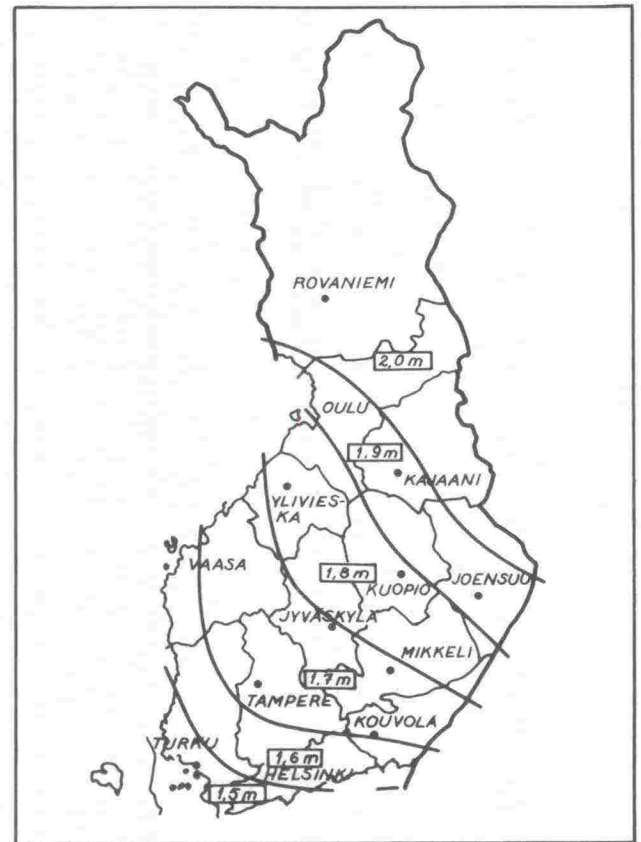 ROVANIEMI
2,0 m
OULU
1,9 m
KAJAANI
YLIVIES-
KA
VAASA
1,8 m
KUOPIO
JOENSUU
JYVÄSKYLÄ
MIKKELI
1,7 m
TAMPERE
KOUVOLA
TURKU
1,6 m
HELSINKI
1,5 m